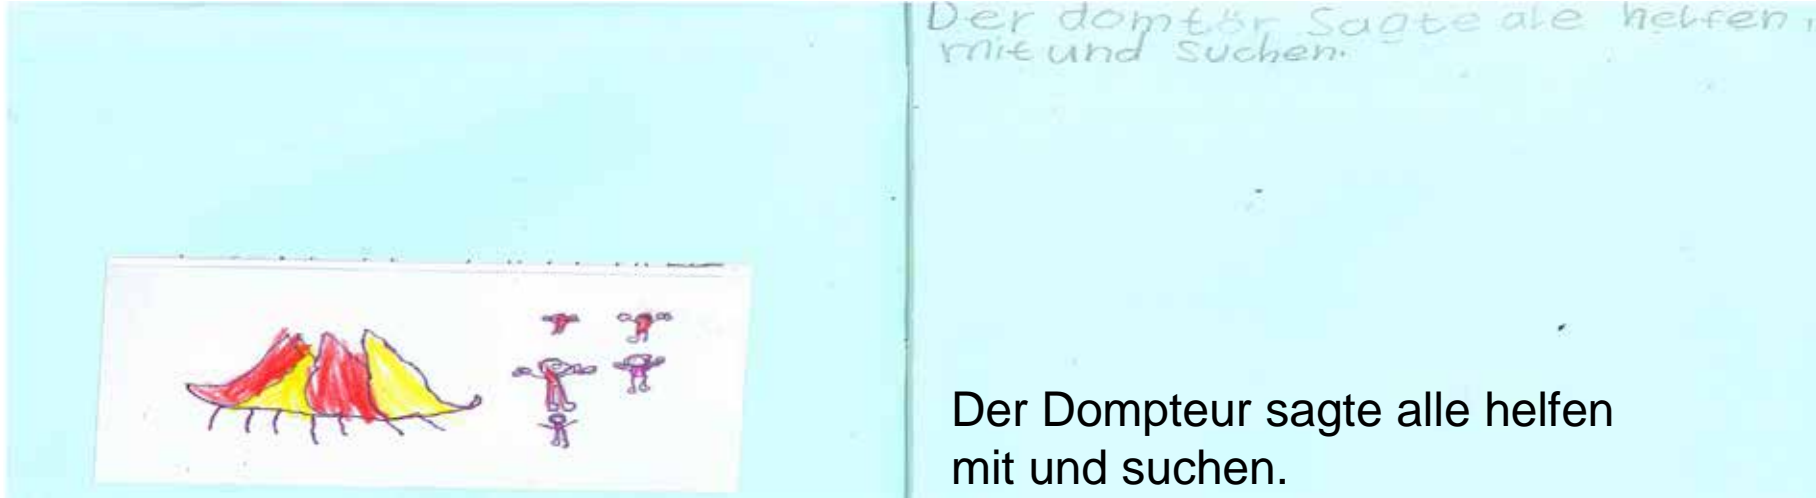 Der domtör Sagte ale helfen,
mit und suchen.
Der Dompteur sagte alle helfen
mit und suchen.